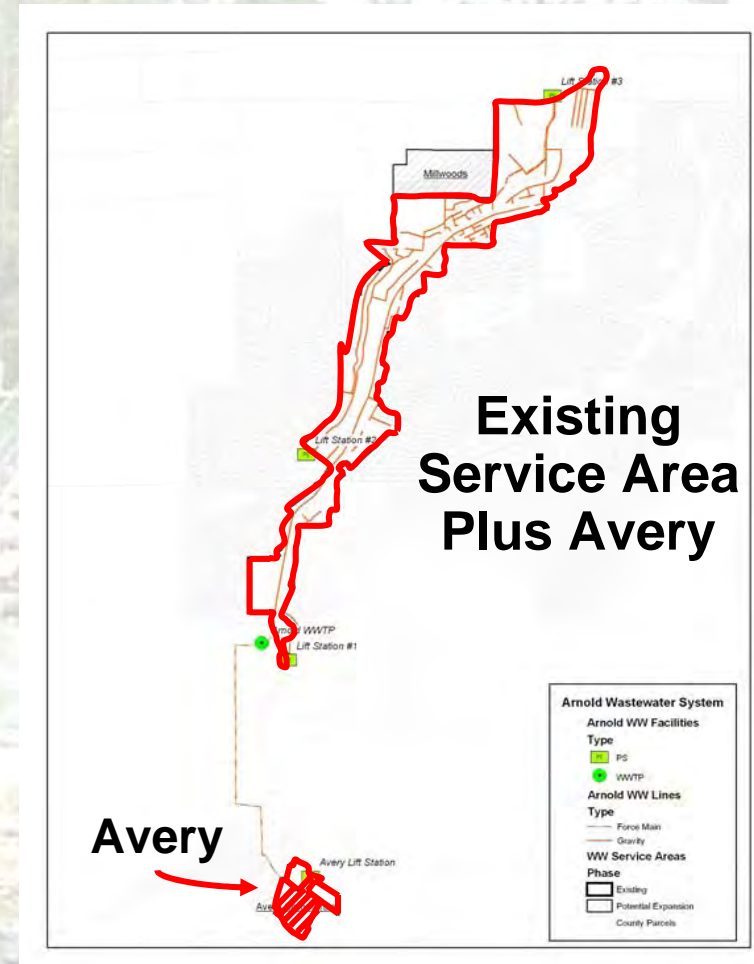 Lift Station #3
Millwoods
Existing
Service Area
Plus Avery
Lift Station #2
Arnold WWTP
Lift Station #1
Avery
Avery Lift Station
Arnold Wastewater System
Arnold WW Facilities
Type
PS
WWTP
Arnold WW Lines
Type
Force Main
Gravity
WW Service Areas
Phase
Existing
Potential Expansion
County Parcels